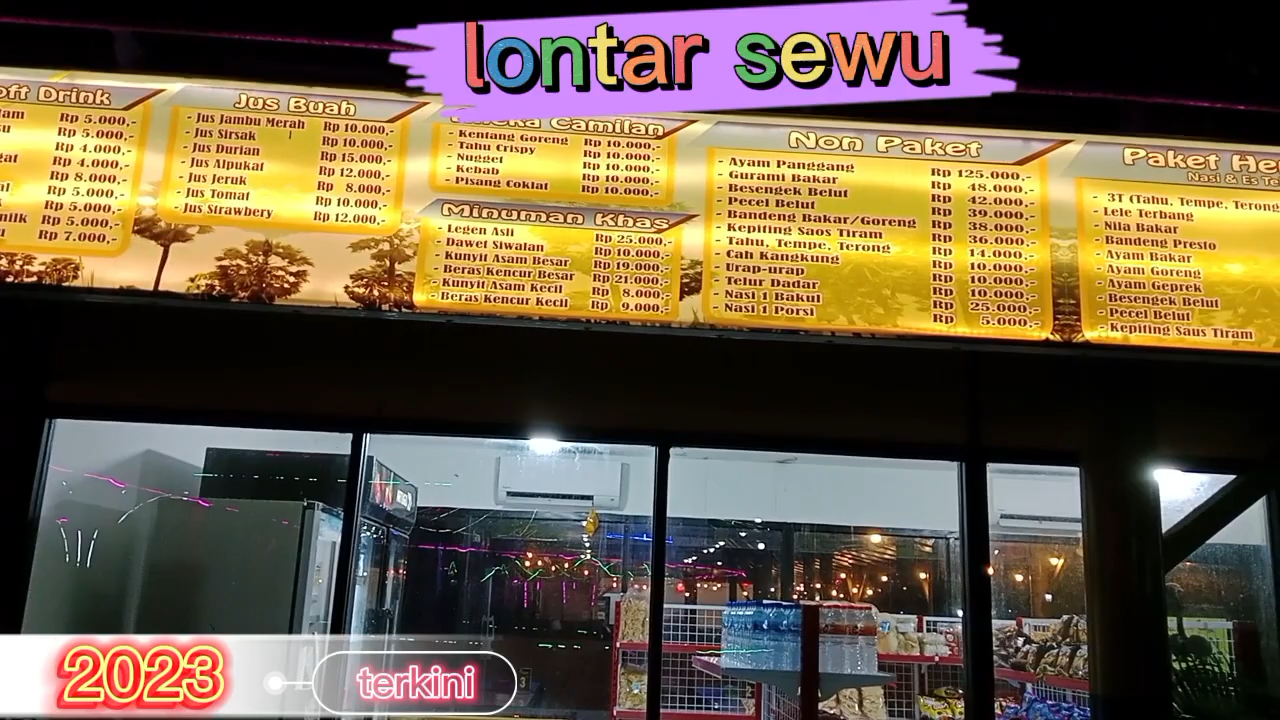 lontar sewu
Drink
Rp 5.000,-
Rp 5.000,-
Rp 4.000,-
Rp 4.000,-
Rp 8.000,-
Rp 5.000,-
Rp 5.000,-
Rp 5.000,-
Rp 7.000,-
Jus Buah
- Jus Jambu Merah Rp 10.000,-
- Jus Sirsak Rp 10.000,-
- Jus Durian Rp 15.000,-
- Jus Alpukat Rp 12.000,-
- Jus Jeruk Rp 8.000,-
- Jus Tomat Rp 10.000,-
- Jus Strawbery Rp 12.000,-
Camilan
- Kentang Goreng Rp 10.000,-
- Tahu Crispy Rp 10.000,-
- Nugget Rp 10.000,-
- Kebab Rp 10.000,-
- Pisang Coklat Rp 10.000,-
Minuman Khas
- Legen Asli Rp 25.000,-
- Dawet Siwalan Rp 10.000,-
- Kunyit Asam Besar Rp 19.000,-
- Beras Kencur Besar Rp 21.000,-
- Kunyit Asam Kecil Rp 8.000,-
- Beras Kencur Kecil Rp 9.000,-
Non Paket
- Ayam Panggang Rp 125.000,-
- Gurami Bakar Rp 48.000,-
- Besengek Belut Rp 42.000,-
- Pecel Belut Rp 39.000,-
- Bandeng Bakar/Goreng Rp 38.000,-
- Kepiting Saos Tiram Rp 36.000,-
- Tahu, Tempe, Terong Rp 14.000,-
- Cah Kangkung Rp 10.000,-
- Urap-urap Rp 10.000,-
- Telur Dadar Rp 10.000,-
- Nasi 1 Bakul Rp 25.000,-
- Nasi 1 Porsi Rp 5.000,-
Paket He
Nasi & Es Te
- 3T (Tahu, Tempe, Terong
- Lele Terbang
- Nila Bakar
- Bandeng Presto
- Ayam Bakar
- Ayam Goreng
- Ayam Geprek
- Besengek Belut
- Pecel Belut
- Kepiting Saus Tiram
2023
terkini